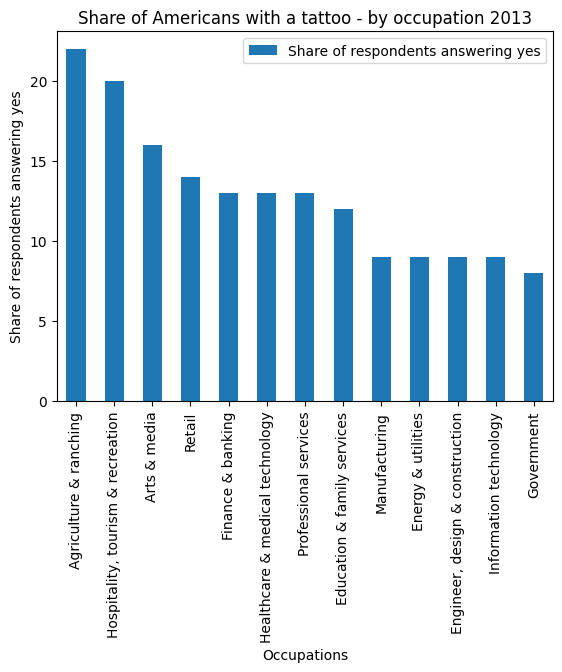 Share of Americans with a tattoo - by occupation 2013
Share of respondents answering yes
Share of respondents answering yes
20
15
10
5
0
Agriculture & ranching
Hospitality, tourism & recreation
Arts & media
Retail
Finance & banking
Healthcare & medical technology
Professional services
Education & family services
Manufacturing
Energy & utilities
Engineer, design & construction
Information technology
Government
Occupations